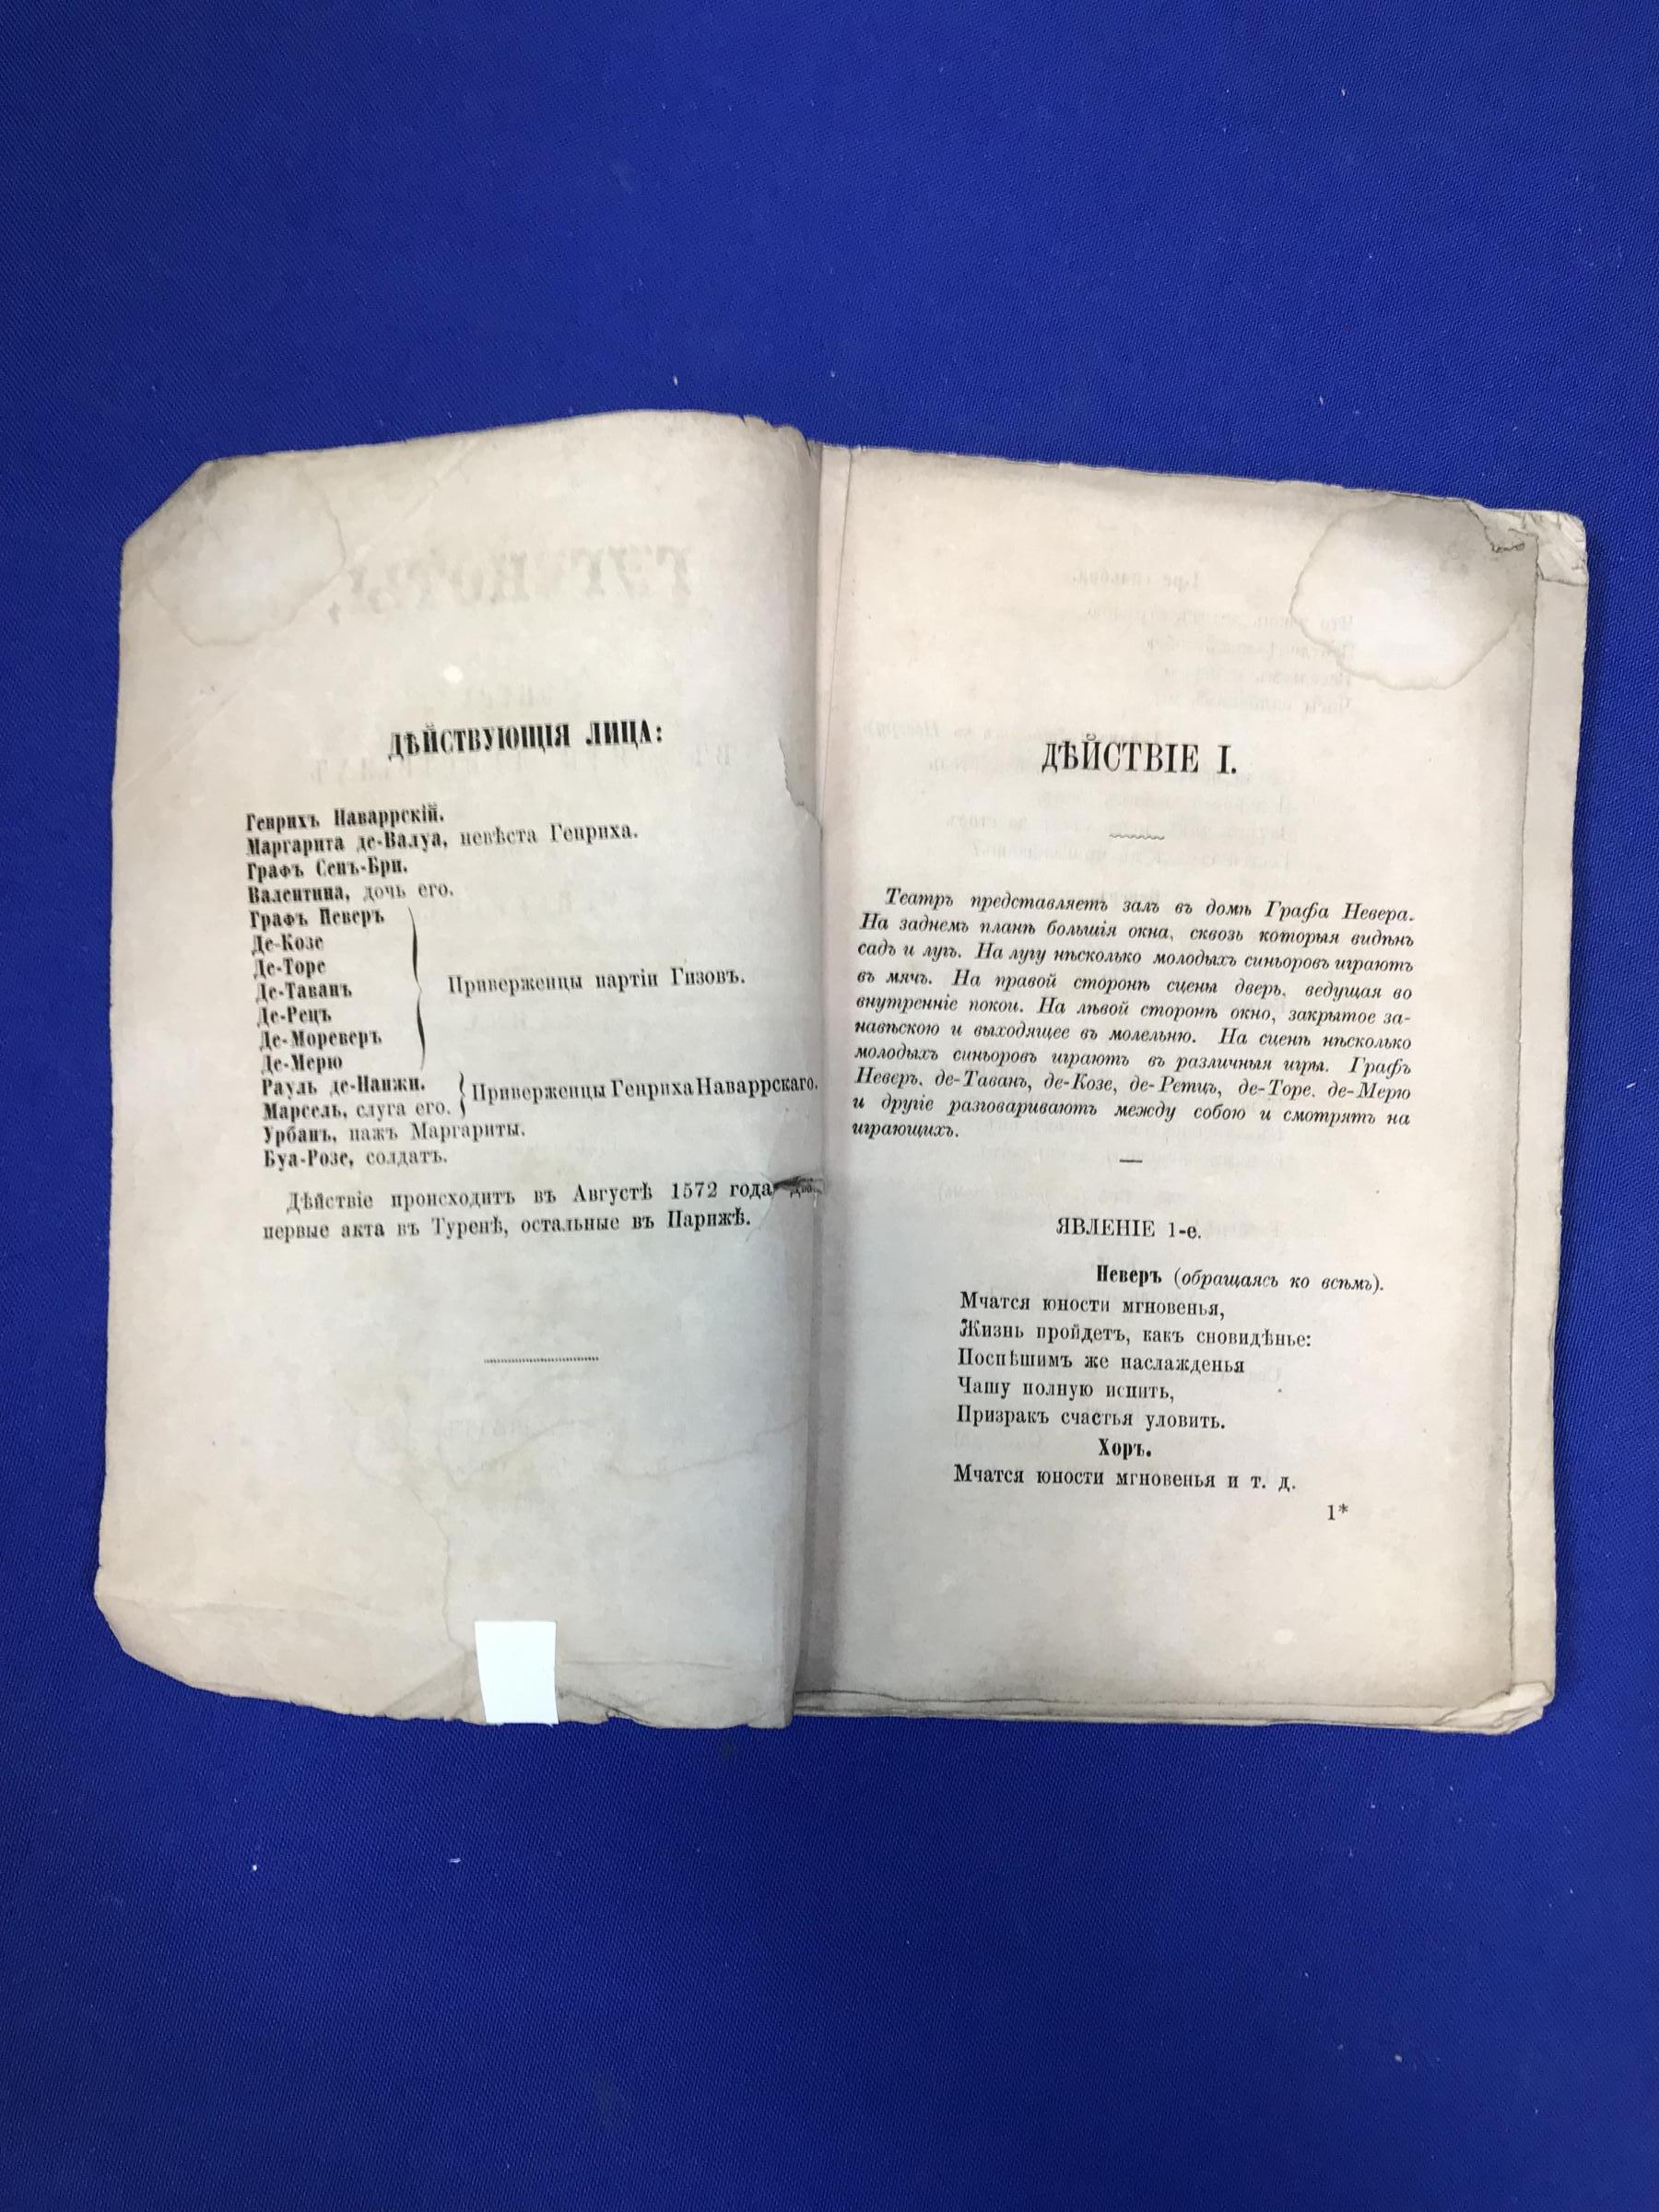 ДѢЙСТВУЮЩІЯ ЛИЦА:
Генрихъ Наваррскій.
Маргарита де-Валуа, невѣста Генриха.
Графъ Сенъ-Бри.
Валентина, дочь его.
Графъ Неверъ
Де-Козе
Де-Торе
Де-Таванъ
Де-Рецъ
Де-Мореверъ
Де-Мерю
Приверженцы партіи Гизовъ.
Рауль де-Нанжи.
Марсель, слуга его.
Приверженцы Генриха Наваррскаго.
Урбанъ, пажъ Маргариты.
Буа-Розе, солдатъ.
Дѣйствіе происходитъ въ Августѣ 1572 года
первые акта въ Туренѣ, остальные въ Парижѣ.
ДѢЙСТВІЕ I.
Театръ представляетъ залъ въ домѣ Графа Невера.
На заднемъ планѣ большія окна, сквозь которыя видѣнъ
садъ и лугъ. На лугу нѣсколько молодыхъ синьоровъ играютъ
въ мячъ. На правой сторонѣ сцены дверь, ведущая во
внутренніе покои. На лѣвой сторонѣ окно, закрытое за-
навѣскою и выходящее въ молельню. На сценѣ нѣсколько
молодыхъ синьоровъ играютъ въ различныя игры. Графъ
Неверъ, де-Таванъ, де-Козе, де-Ретцъ, де-Торе, де-Мерю
и другіе разговариваютъ между собою и смотрятъ на
играющихъ.
ЯВЛЕНІЕ 1-е.
Неверъ (обращаясь ко всѣмъ).
Мчатся юности мгновенья,
Жизнь пройдетъ, какъ сновидѣнье:
Поспѣшимъ же наслажденья
Чашу полную испить,
Призракъ счастья уловить.
Хоръ.
Мчатся юности мгновенья и т. д.
1*